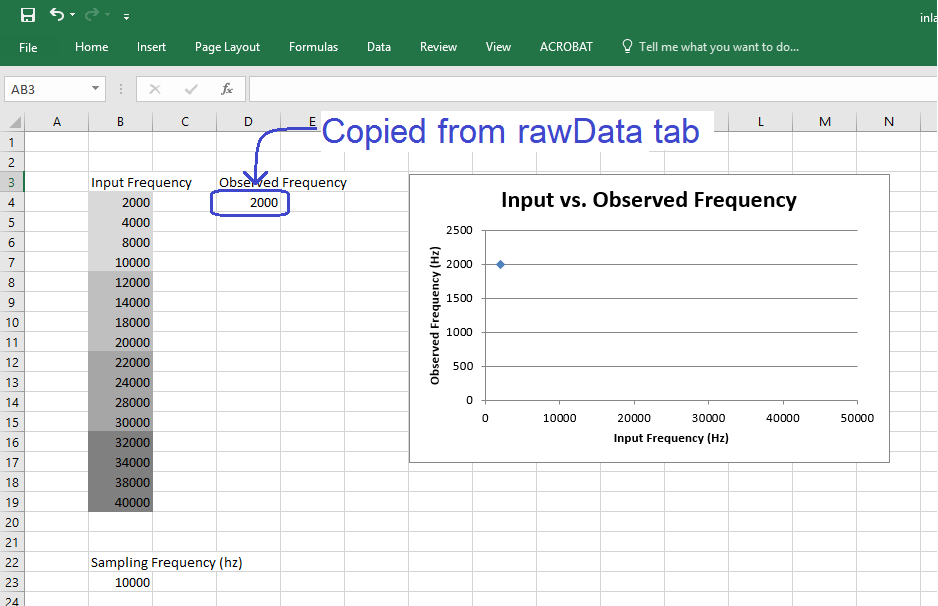 inla
File Home Insert Page Layout Formulas Data Review View ACROBAT Tell me what you want to do...
AB3 fx
A B C D E L M N
Copied from rawData tab
1
2
3 Input Frequency Observed Frequency
4 2000 2000
5 4000
6 8000
7 10000
8 12000
9 14000
10 18000
11 20000
12 22000
13 24000
14 28000
15 30000
16 32000
17 34000
18 38000
19 40000
20
21
22 Sampling Frequency (hz)
23 10000
24
Input vs. Observed Frequency
Observed Frequency (Hz)
2500
2000
1500
1000
500
0
0 10000 20000 30000 40000 50000
Input Frequency (Hz)